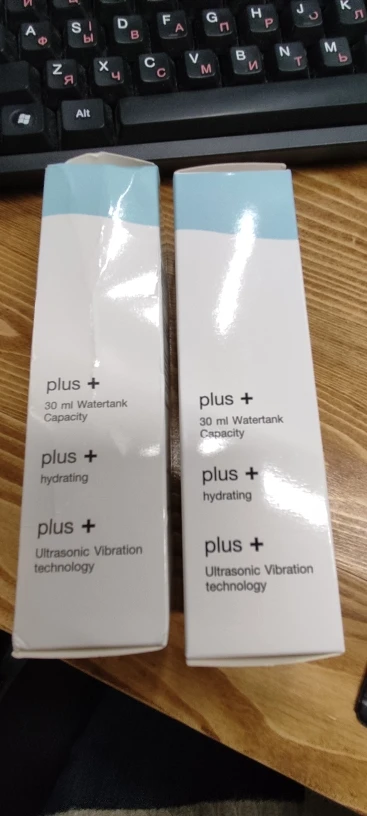 A S D F G H J K
Ф Ы В А П Р О Л
Z X C V B N M
Я Ч С М И Т Ь
Alt
plus +
30 ml Watertank
Capacity
plus +
hydrating
plus +
Ultrasonic Vibration
technology
plus +
30 ml Watertank
Capacity
plus +
hydrating
plus +
Ultrasonic Vibration
technology